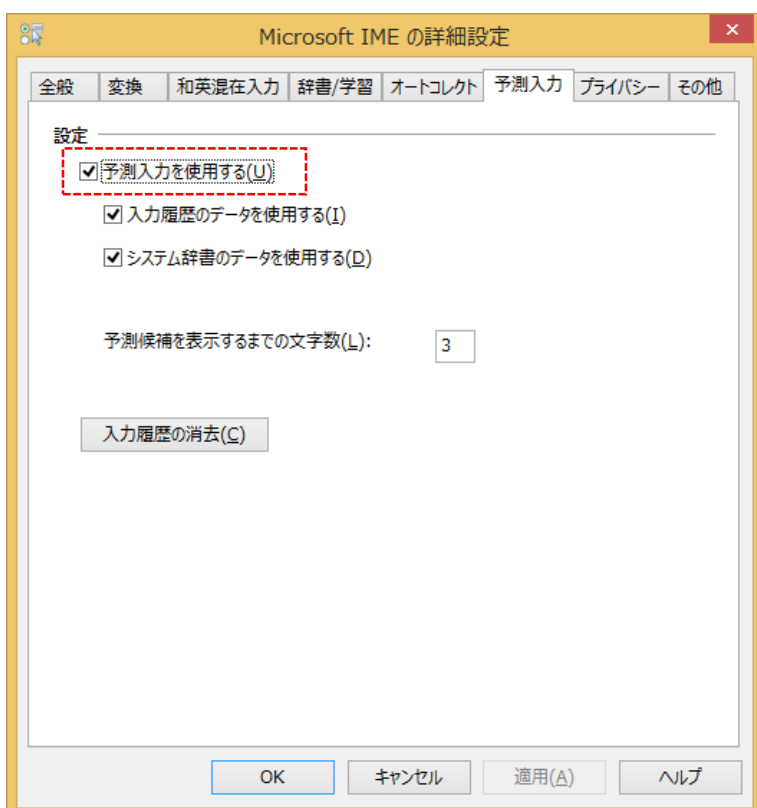 Microsoft IME の詳細設定
全般 変換 和英混在入力 辞書/学習 オートコレクト 予測入力 プライバシー その他
設定
予測入力を使用する(U)
入力履歴のデータを使用する(I)
システム辞書のデータを使用する(D)
予測候補を表示するまでの文字数(L): 3
入力履歴の消去(C)
OK キャンセル 適用(A) ヘルプ